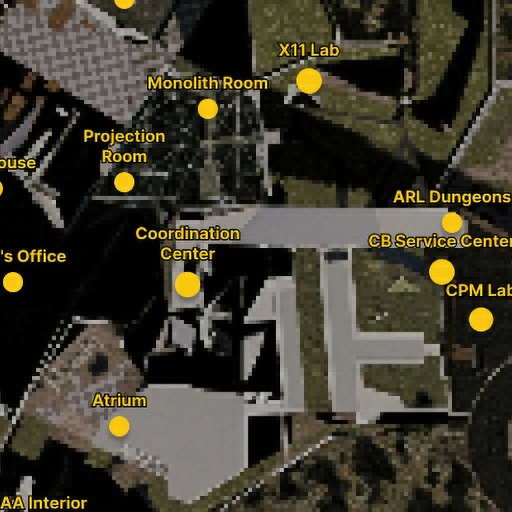 X11 Lab
Monolith Room
Projection
Room
ouse
ARL Dungeons
Coordination
Center
CB Service Center
's Office
CPM Lab
Atrium
AA Interior